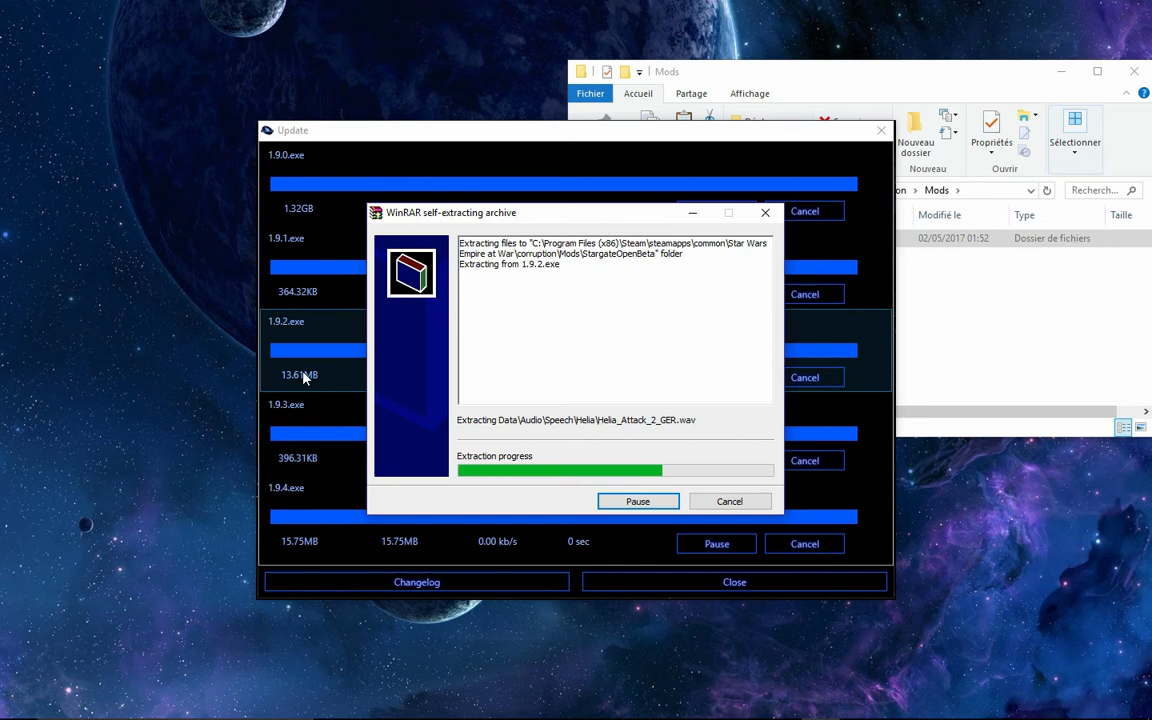 Mods
Fichier
Accueil
Partage
Affichage
Update
Nouveau
dossier
Propriétés
Sélectionner
Nouveau
Ouvrir
on > Mods >
Recherch...
Modifié le
Type
Taille
02/05/2017 01:52
Dossier de fichiers
1.9.0.exe
1.32GB
Cancel
1.9.1.exe
364.32KB
Cancel
1.9.2.exe
13.61MB
Cancel
1.9.3.exe
396.31KB
Cancel
1.9.4.exe
15.75MB
15.75MB
0.00 kb/s
0 sec
Pause
Cancel
Changelog
Close
WinRAR self-extracting archive
Extracting files to "C:\Program Files (x86)\Steam\steamapps\common\Star Wars
Empire at War\corruption\Mods\StargateOpenBeta" folder
Extracting from 1.9.2.exe
Extracting Data\Audio\Speech\Helia\Helia_Attack_2_GER.wav
Extraction progress
Pause
Cancel